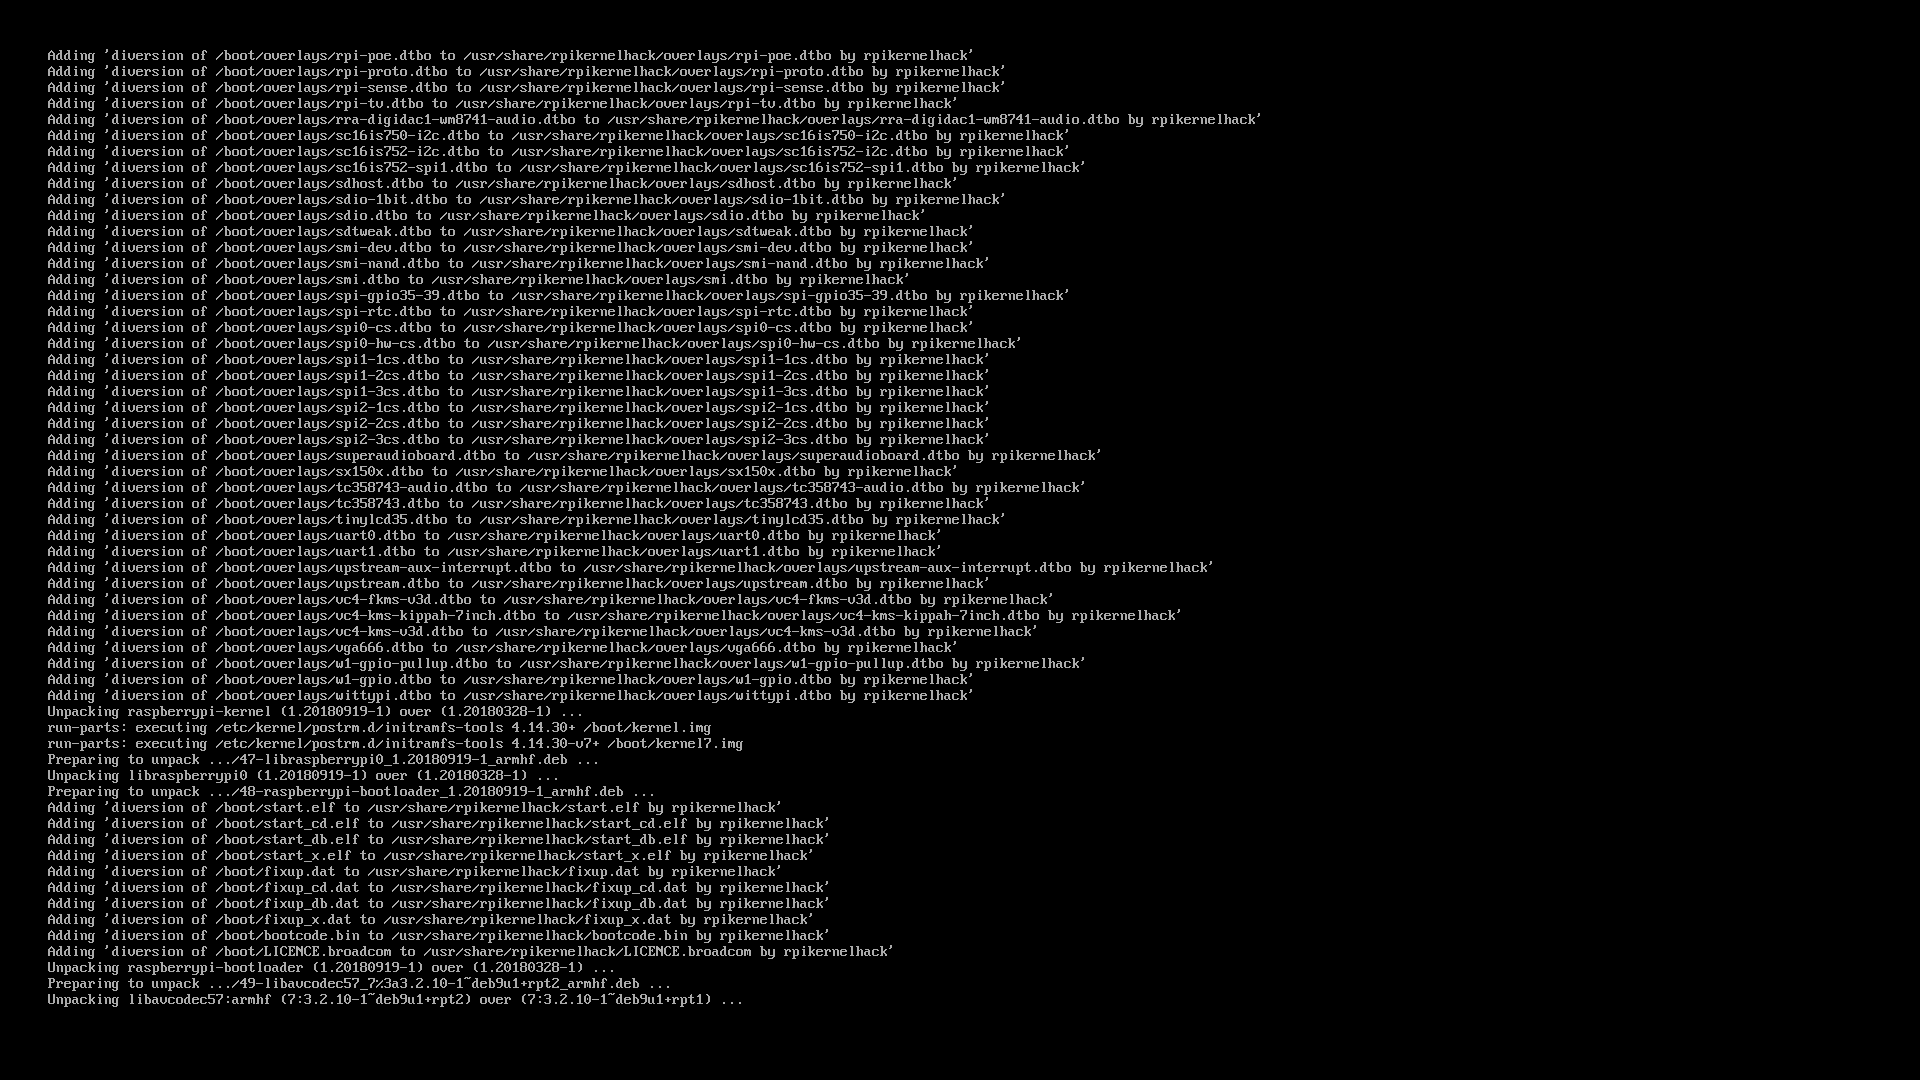 Adding 'diversion of /boot/overlays/rpi-poe.dtbo to /usr/share/rpikernelhack/overlays/rpi-poe.dtbo by rpikernelhack'
Adding 'diversion of /boot/overlays/rpi-proto.dtbo to /usr/share/rpikernelhack/overlays/rpi-proto.dtbo by rpikernelhack'
Adding 'diversion of /boot/overlays/rpi-sense.dtbo to /usr/share/rpikernelhack/overlays/rpi-sense.dtbo by rpikernelhack'
Adding 'diversion of /boot/overlays/rpi-tv.dtbo to /usr/share/rpikernelhack/overlays/rpi-tv.dtbo by rpikernelhack'
Adding 'diversion of /boot/overlays/rra-digidac1-wm8741-audio.dtbo to /usr/share/rpikernelhack/overlays/rra-digidac1-wm8741-audio.dtbo by rpikernelhack'
Adding 'diversion of /boot/overlays/sc16is750-i2c.dtbo to /usr/share/rpikernelhack/overlays/sc16is750-i2c.dtbo by rpikernelhack'
Adding 'diversion of /boot/overlays/sc16is752-i2c.dtbo to /usr/share/rpikernelhack/overlays/sc16is752-i2c.dtbo by rpikernelhack'
Adding 'diversion of /boot/overlays/sc16is752-spi1.dtbo to /usr/share/rpikernelhack/overlays/sc16is752-spi1.dtbo by rpikernelhack'
Adding 'diversion of /boot/overlays/sdhost.dtbo to /usr/share/rpikernelhack/overlays/sdhost.dtbo by rpikernelhack'
Adding 'diversion of /boot/overlays/sdio-1bit.dtbo to /usr/share/rpikernelhack/overlays/sdio-1bit.dtbo by rpikernelhack'
Adding 'diversion of /boot/overlays/sdio.dtbo to /usr/share/rpikernelhack/overlays/sdio.dtbo by rpikernelhack'
Adding 'diversion of /boot/overlays/sdtweak.dtbo to /usr/share/rpikernelhack/overlays/sdtweak.dtbo by rpikernelhack'
Adding 'diversion of /boot/overlays/smi-dev.dtbo to /usr/share/rpikernelhack/overlays/smi-dev.dtbo by rpikernelhack'
Adding 'diversion of /boot/overlays/smi-nand.dtbo to /usr/share/rpikernelhack/overlays/smi-nand.dtbo by rpikernelhack'
Adding 'diversion of /boot/overlays/smi.dtbo to /usr/share/rpikernelhack/overlays/smi.dtbo by rpikernelhack'
Adding 'diversion of /boot/overlays/spi-gpio35-39.dtbo to /usr/share/rpikernelhack/overlays/spi-gpio35-39.dtbo by rpikernelhack'
Adding 'diversion of /boot/overlays/spi-rtc.dtbo to /usr/share/rpikernelhack/overlays/spi-rtc.dtbo by rpikernelhack'
Adding 'diversion of /boot/overlays/spi0-cs.dtbo to /usr/share/rpikernelhack/overlays/spi0-cs.dtbo by rpikernelhack'
Adding 'diversion of /boot/overlays/spi0-hw-cs.dtbo to /usr/share/rpikernelhack/overlays/spi0-hw-cs.dtbo by rpikernelhack'
Adding 'diversion of /boot/overlays/spi1-1cs.dtbo to /usr/share/rpikernelhack/overlays/spi1-1cs.dtbo by rpikernelhack'
Adding 'diversion of /boot/overlays/spi1-2cs.dtbo to /usr/share/rpikernelhack/overlays/spi1-2cs.dtbo by rpikernelhack'
Adding 'diversion of /boot/overlays/spi1-3cs.dtbo to /usr/share/rpikernelhack/overlays/spi1-3cs.dtbo by rpikernelhack'
Adding 'diversion of /boot/overlays/spi2-1cs.dtbo to /usr/share/rpikernelhack/overlays/spi2-1cs.dtbo by rpikernelhack'
Adding 'diversion of /boot/overlays/spi2-2cs.dtbo to /usr/share/rpikernelhack/overlays/spi2-2cs.dtbo by rpikernelhack'
Adding 'diversion of /boot/overlays/spi2-3cs.dtbo to /usr/share/rpikernelhack/overlays/spi2-3cs.dtbo by rpikernelhack'
Adding 'diversion of /boot/overlays/superaudioboard.dtbo to /usr/share/rpikernelhack/overlays/superaudioboard.dtbo by rpikernelhack'
Adding 'diversion of /boot/overlays/sx150x.dtbo to /usr/share/rpikernelhack/overlays/sx150x.dtbo by rpikernelhack'
Adding 'diversion of /boot/overlays/tc358743-audio.dtbo to /usr/share/rpikernelhack/overlays/tc358743-audio.dtbo by rpikernelhack'
Adding 'diversion of /boot/overlays/tc358743.dtbo to /usr/share/rpikernelhack/overlays/tc358743.dtbo by rpikernelhack'
Adding 'diversion of /boot/overlays/tinylcd35.dtbo to /usr/share/rpikernelhack/overlays/tinylcd35.dtbo by rpikernelhack'
Adding 'diversion of /boot/overlays/uart0.dtbo to /usr/share/rpikernelhack/overlays/uart0.dtbo by rpikernelhack'
Adding 'diversion of /boot/overlays/uart1.dtbo to /usr/share/rpikernelhack/overlays/uart1.dtbo by rpikernelhack'
Adding 'diversion of /boot/overlays/upstream-aux-interrupt.dtbo to /usr/share/rpikernelhack/overlays/upstream-aux-interrupt.dtbo by rpikernelhack'
Adding 'diversion of /boot/overlays/upstream.dtbo to /usr/share/rpikernelhack/overlays/upstream.dtbo by rpikernelhack'
Adding 'diversion of /boot/overlays/vc4-fkms-v3d.dtbo to /usr/share/rpikernelhack/overlays/vc4-fkms-v3d.dtbo by rpikernelhack'
Adding 'diversion of /boot/overlays/vc4-kms-kippah-7inch.dtbo to /usr/share/rpikernelhack/overlays/vc4-kms-kippah-7inch.dtbo by rpikernelhack'
Adding 'diversion of /boot/overlays/vc4-kms-v3d.dtbo to /usr/share/rpikernelhack/overlays/vc4-kms-v3d.dtbo by rpikernelhack'
Adding 'diversion of /boot/overlays/vga666.dtbo to /usr/share/rpikernelhack/overlays/vga666.dtbo by rpikernelhack'
Adding 'diversion of /boot/overlays/w1-gpio-pullup.dtbo to /usr/share/rpikernelhack/overlays/w1-gpio-pullup.dtbo by rpikernelhack'
Adding 'diversion of /boot/overlays/w1-gpio.dtbo to /usr/share/rpikernelhack/overlays/w1-gpio.dtbo by rpikernelhack'
Adding 'diversion of /boot/overlays/wittypi.dtbo to /usr/share/rpikernelhack/overlays/wittypi.dtbo by rpikernelhack'
Unpacking raspberrypi-kernel (1.20180919-1) over (1.20180328-1) ...
run-parts: executing /etc/kernel/postrm.d/initramfs-tools 4.14.30+ /boot/kernel.img
run-parts: executing /etc/kernel/postrm.d/initramfs-tools 4.14.30-v7+ /boot/kernel7.img
Preparing to unpack .../47-libraspberrypi0_1.20180919-1_armhf.deb ...
Unpacking libraspberrypi0 (1.20180919-1) over (1.20180328-1) ...
Preparing to unpack .../48-raspberrypi-bootloader_1.20180919-1_armhf.deb ...
Adding 'diversion of /boot/start.elf to /usr/share/rpikernelhack/start.elf by rpikernelhack'
Adding 'diversion of /boot/start_cd.elf to /usr/share/rpikernelhack/start_cd.elf by rpikernelhack'
Adding 'diversion of /boot/start_db.elf to /usr/share/rpikernelhack/start_db.elf by rpikernelhack'
Adding 'diversion of /boot/start_x.elf to /usr/share/rpikernelhack/start_x.elf by rpikernelhack'
Adding 'diversion of /boot/fixup.dat to /usr/share/rpikernelhack/fixup.dat by rpikernelhack'
Adding 'diversion of /boot/fixup_cd.dat to /usr/share/rpikernelhack/fixup_cd.dat by rpikernelhack'
Adding 'diversion of /boot/fixup_db.dat to /usr/share/rpikernelhack/fixup_db.dat by rpikernelhack'
Adding 'diversion of /boot/fixup_x.dat to /usr/share/rpikernelhack/fixup_x.dat by rpikernelhack'
Adding 'diversion of /boot/bootcode.bin to /usr/share/rpikernelhack/bootcode.bin by rpikernelhack'
Adding 'diversion of /boot/LICENCE.broadcom to /usr/share/rpikernelhack/LICENCE.broadcom by rpikernelhack'
Unpacking raspberrypi-bootloader (1.20180919-1) over (1.20180328-1) ...
Preparing to unpack .../49-libavcodec57_7%3a3.2.10-1~deb9u1+rpt2_armhf.deb ...
Unpacking libavcodec57:armhf (7:3.2.10-1~deb9u1+rpt2) over (7:3.2.10-1~deb9u1+rpt1) ...